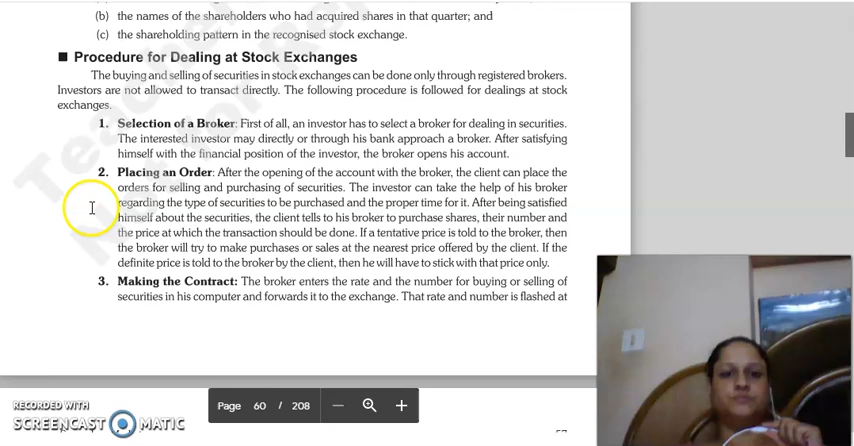 (b) the names of the shareholders who had acquired shares in that quarter; and
(c) the shareholding pattern in the recognised stock exchange.
■ Procedure for Dealing at Stock Exchanges
The buying and selling of securities in stock exchanges can be done only through registered brokers.
Investors are not allowed to transact directly. The following procedure is followed for dealings at stock
exchanges.
1. Selection of a Broker: First of all, an investor has to select a broker for dealing in securities.
The interested investor may directly or through his bank approach a broker. After satisfying
himself with the financial position of the investor, the broker opens his account.
2. Placing an Order: After the opening of the account with the broker, the client can place the
orders for selling and purchasing of securities. The investor can take the help of his broker
regarding the type of securities to be purchased and the proper time for it. After being satisfied
himself about the securities, the client tells to his broker to purchase shares, their number and
the price at which the transaction should be done. If a tentative price is told to the broker, then
the broker will try to make purchases or sales at the nearest price offered by the client. If the
definite price is told to the broker by the client, then he will have to stick with that price only.
3. Making the Contract: The broker enters the rate and the number for buying or selling of
securities in his computer and forwards it to the exchange. That rate and number is flashed at
Page 60 / 208
RECORDED WITH
SCREENCAST MATIC